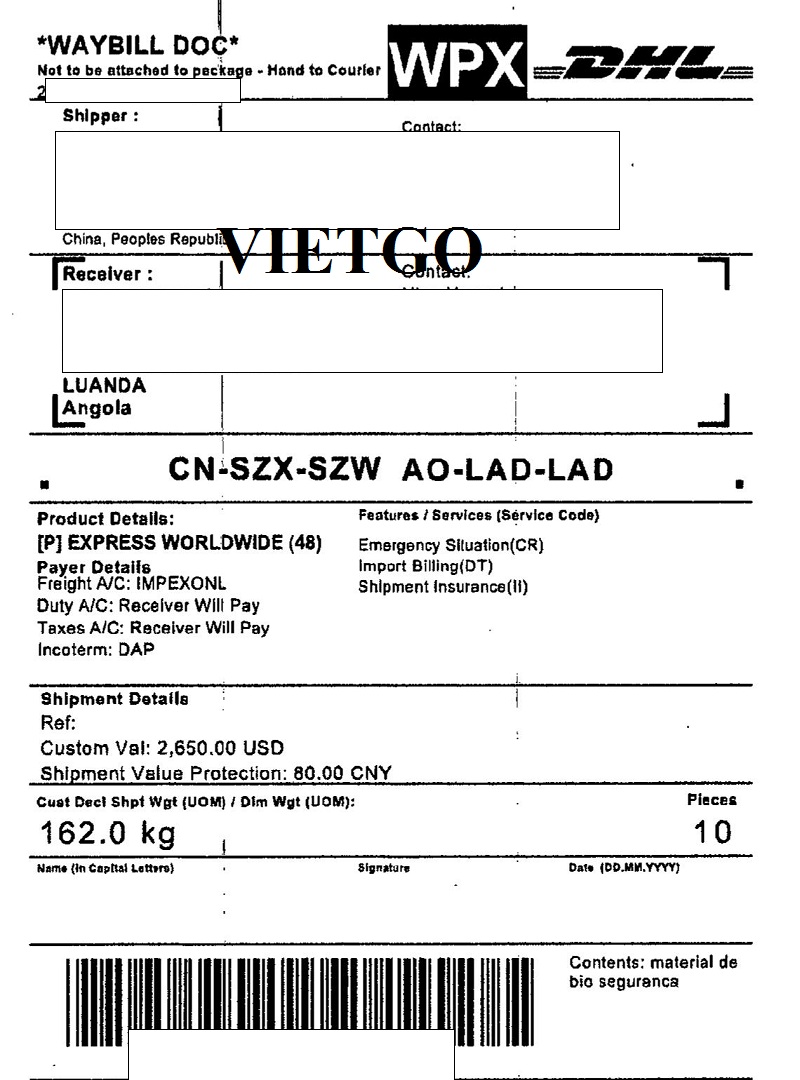 *WAYBILL DOC*
Not to be attached to package - Hand to Courier
2
WPX
DHL
Shipper :
Contact:
China, Peoples Republi
VIETGO
Receiver :
Contact:
LUANDA
Angola
CN-SZX-SZW AO-LAD-LAD
Product Details:
[P] EXPRESS WORLDWIDE (48)
Payer Details
Freight A/C: IMPEXONL
Duty A/C: Receiver Will Pay
Taxes A/C: Receiver Will Pay
Incoterm: DAP
Features / Services (Service Code)
Emergency Situation(CR)
Import Billing(DT)
Shipment Insurance(II)
Shipment Details
Ref:
Custom Val: 2,650.00 USD
Shipment Value Protection: 80.00 CNY
Cust Decl Shpt Wgt (UOM) / Dim Wgt (UOM):
Pieces
162.0 kg
10
Name (In Capital Letters)
Signature
Date (DD.MM.YYYY)
Contents: material de
bio seguranca